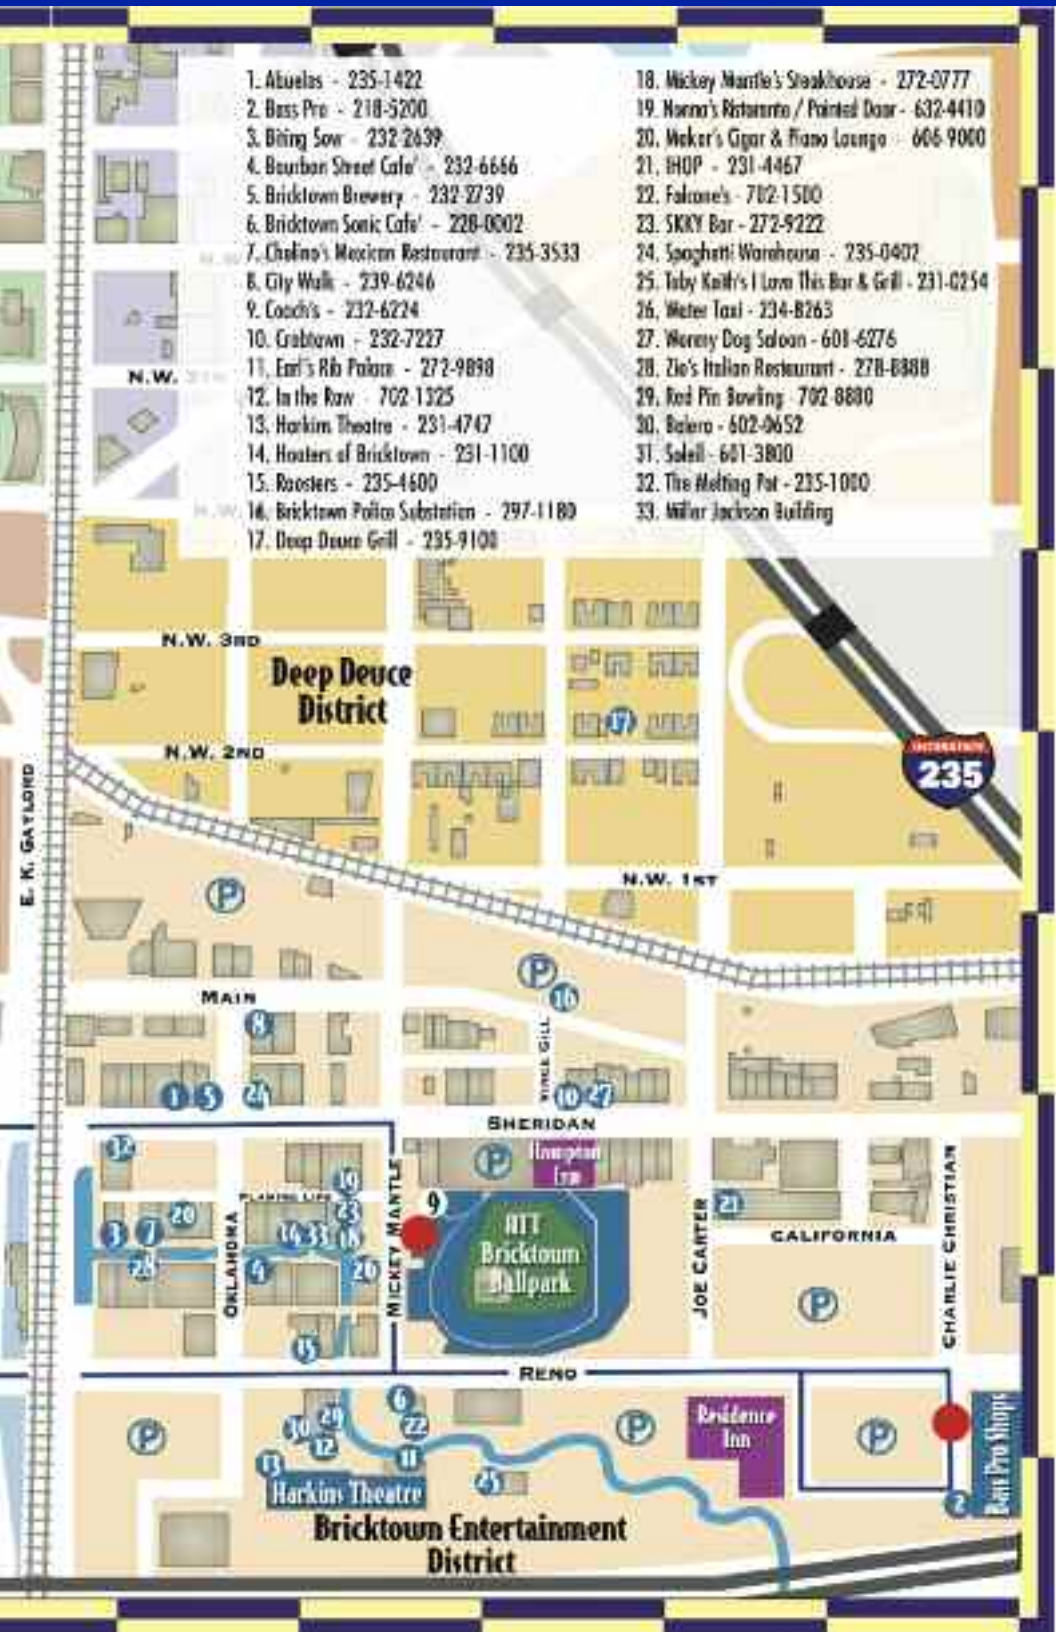 1. Abuelos - 235-1422
2. Bass Pro - 218-5200
3. Biting Sow - 232-2639
4. Bourbon Street Cafe' - 232-6666
5. Bricktown Brewery - 232-2739
6. Bricktown Sonic Cafe' - 228-0002
7. Chelino's Mexican Restaurant - 235-3533
8. City Walk - 239-6246
9. Coach's - 232-6224
10. Crabtown - 232-7227
11. Earl's Rib Palace - 272-9898
12. In the Raw - 702-1325
13. Harkins Theatre - 231-4747
14. Hooters of Bricktown - 231-1100
15. Roosters - 235-4600
16. Bricktown Police Substation - 297-1180
17. Deep Deuce Grill - 235-9100
18. Mickey Mantle's Steakhouse - 272-0777
19. Nonna's Ristorante / Painted Door - 632-4410
20. Maker's Cigar & Piano Lounge - 606-9000
21. IHOP - 231-4467
22. Falcone's - 702-1500
23. SKKY Bar - 272-9222
24. Spaghetti Warehouse - 235-0402
25. Toby Keith's I Love This Bar & Grill - 231-0254
26. Water Taxi - 234-8263
27. Wormy Dog Saloon - 601-6276
28. Zio's Italian Restaurant - 278-8888
29. Red Pin Bowling 702-8880
30. Bolero - 602-0652
31. Soleil - 601-3800
32. The Melting Pot - 235-1000
33. Miller Jackson Building
N.W.
N.W.
N.W. 3RD
Deep Deuce
District
17
N.W. 2ND
INTERSTATE
235
E. K. GAYLORD
N.W. 1ST
P
P
16
MAIN
8
VINCE GILL
1 5 24 10 27
SHERIDAN
32
P
Hampton
Inn
19
FLAMING LIPS
MICKEY MANTLE
9
23
20
3 7
14 33 18
ATT
Bricktown
Ballpark
21
CALIFORNIA
JOE CARTER
CHARLIE CHRISTIAN
28
OKLAHOMA
4
26
P
15
RENO
6
22
29
30
12
11
13
Harkins Theatre
25
P
P
Residence
Inn
P
Bass Pro Shops
2
Bricktown Entertainment
District